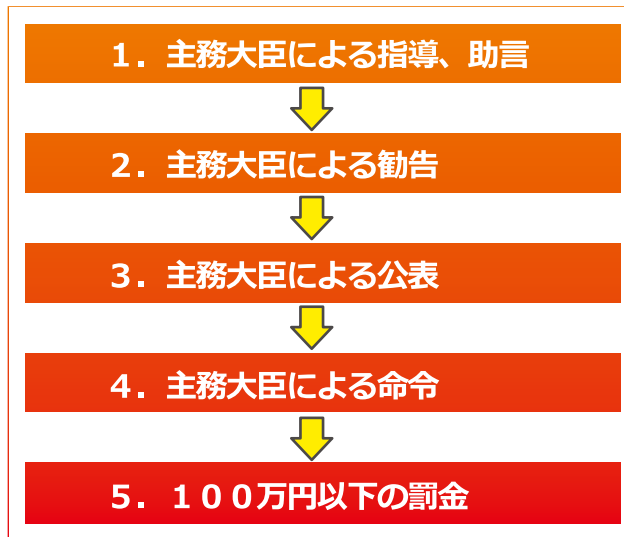 １．主務大臣による指導、助言
２．主務大臣による勧告
３．主務大臣による公表
４．主務大臣による命令
５．１００万円以下の罰金